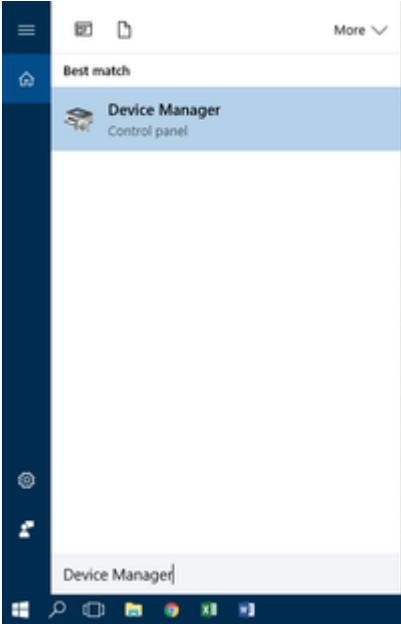 More
Best match
Device Manager
Control panel
Device Manager